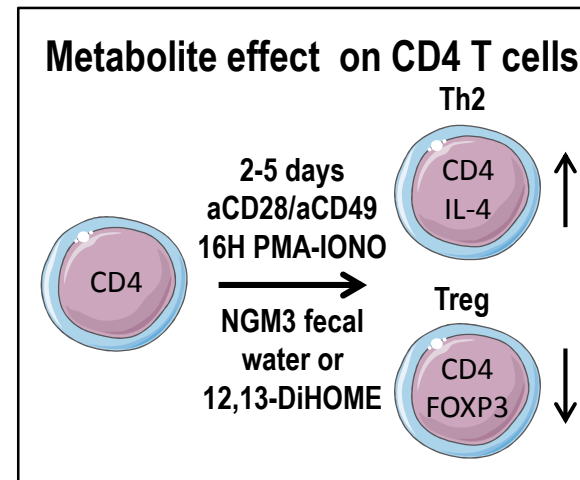 Metabolite effect on CD4 T cells
Th2
2-5 days
aCD28/aCD49
16H PMA-IONO
CD4
IL-4
CD4
NGM3 fecal
water or
12,13-DiHOME
Treg
CD4
FOXP3